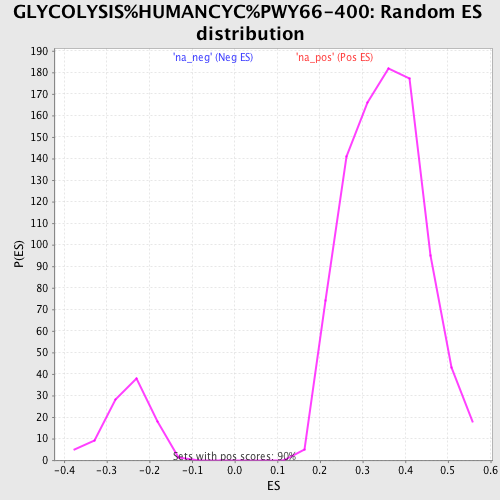 GLYCOLYSIS%HUMANCYC%PWY66-400: Random ES
distribution
'na_neg' (Neg ES) 'na_pos' (Pos ES)
190
180
170
160
150
140
130
120
110
100
90
80
70
60
50
40
30
20
10
0
P(ES)
Sets with pos scores: 90%
-0.4 -0.3 -0.2 -0.1 0.0 0.1 0.2 0.3 0.4 0.5 0.6
ES